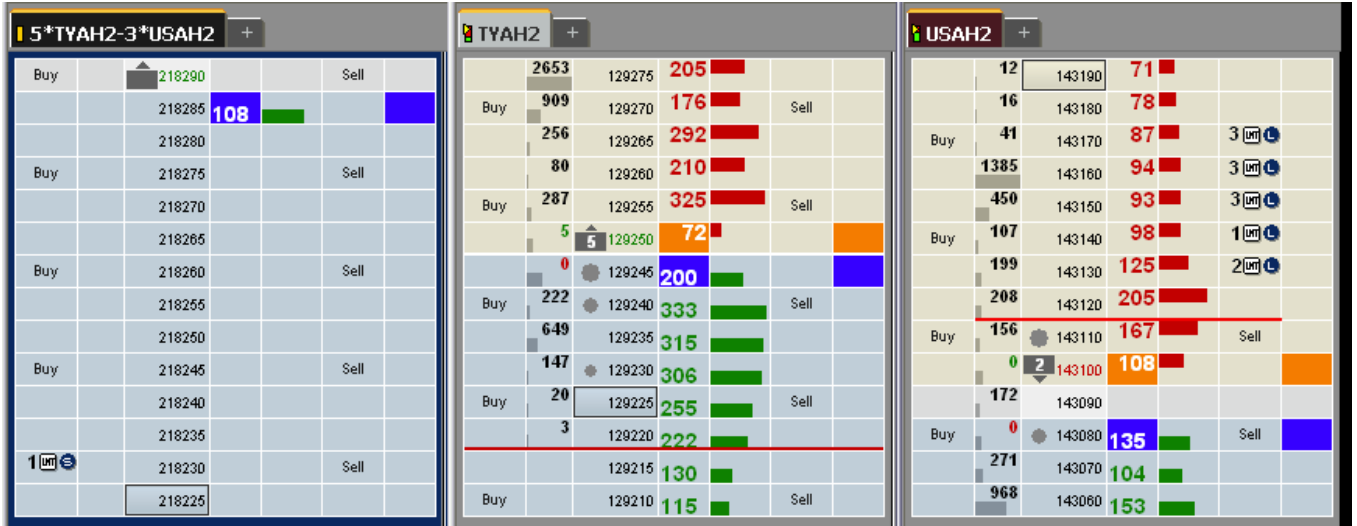 5*TYAH2-3*USAH2 +
Buy 218290 Sell
218285 108
218280
Buy 218275 Sell
218270
218265
Buy 218260 Sell
218255
218250
Buy 218245 Sell
218240
218235
1 LMT S 218230 Sell
218225
TYAH2 +
2653 129275 205
Buy 909 129270 176 Sell
256 129265 292
80 129260 210
Buy 287 129255 325 Sell
5 5 129250 72
0 129245 200
Buy 222 129240 333 Sell
649 129235 315
147 129230 306
Buy 20 129225 255 Sell
3 129220 222
129215 130
Buy 129210 115 Sell
USAH2 +
12 143190 71
16 143180 78
Buy 41 143170 87 3 LMT L
1385 143160 94 3 LMT L
450 143150 93 3 LMT L
Buy 107 143140 98 1 LMT L
199 143130 125 2 LMT L
208 143120 205
Buy 156 143110 167 Sell
0 2 143100 108
172 143090
Buy 0 143080 135 Sell
271 143070 104
968 143060 153